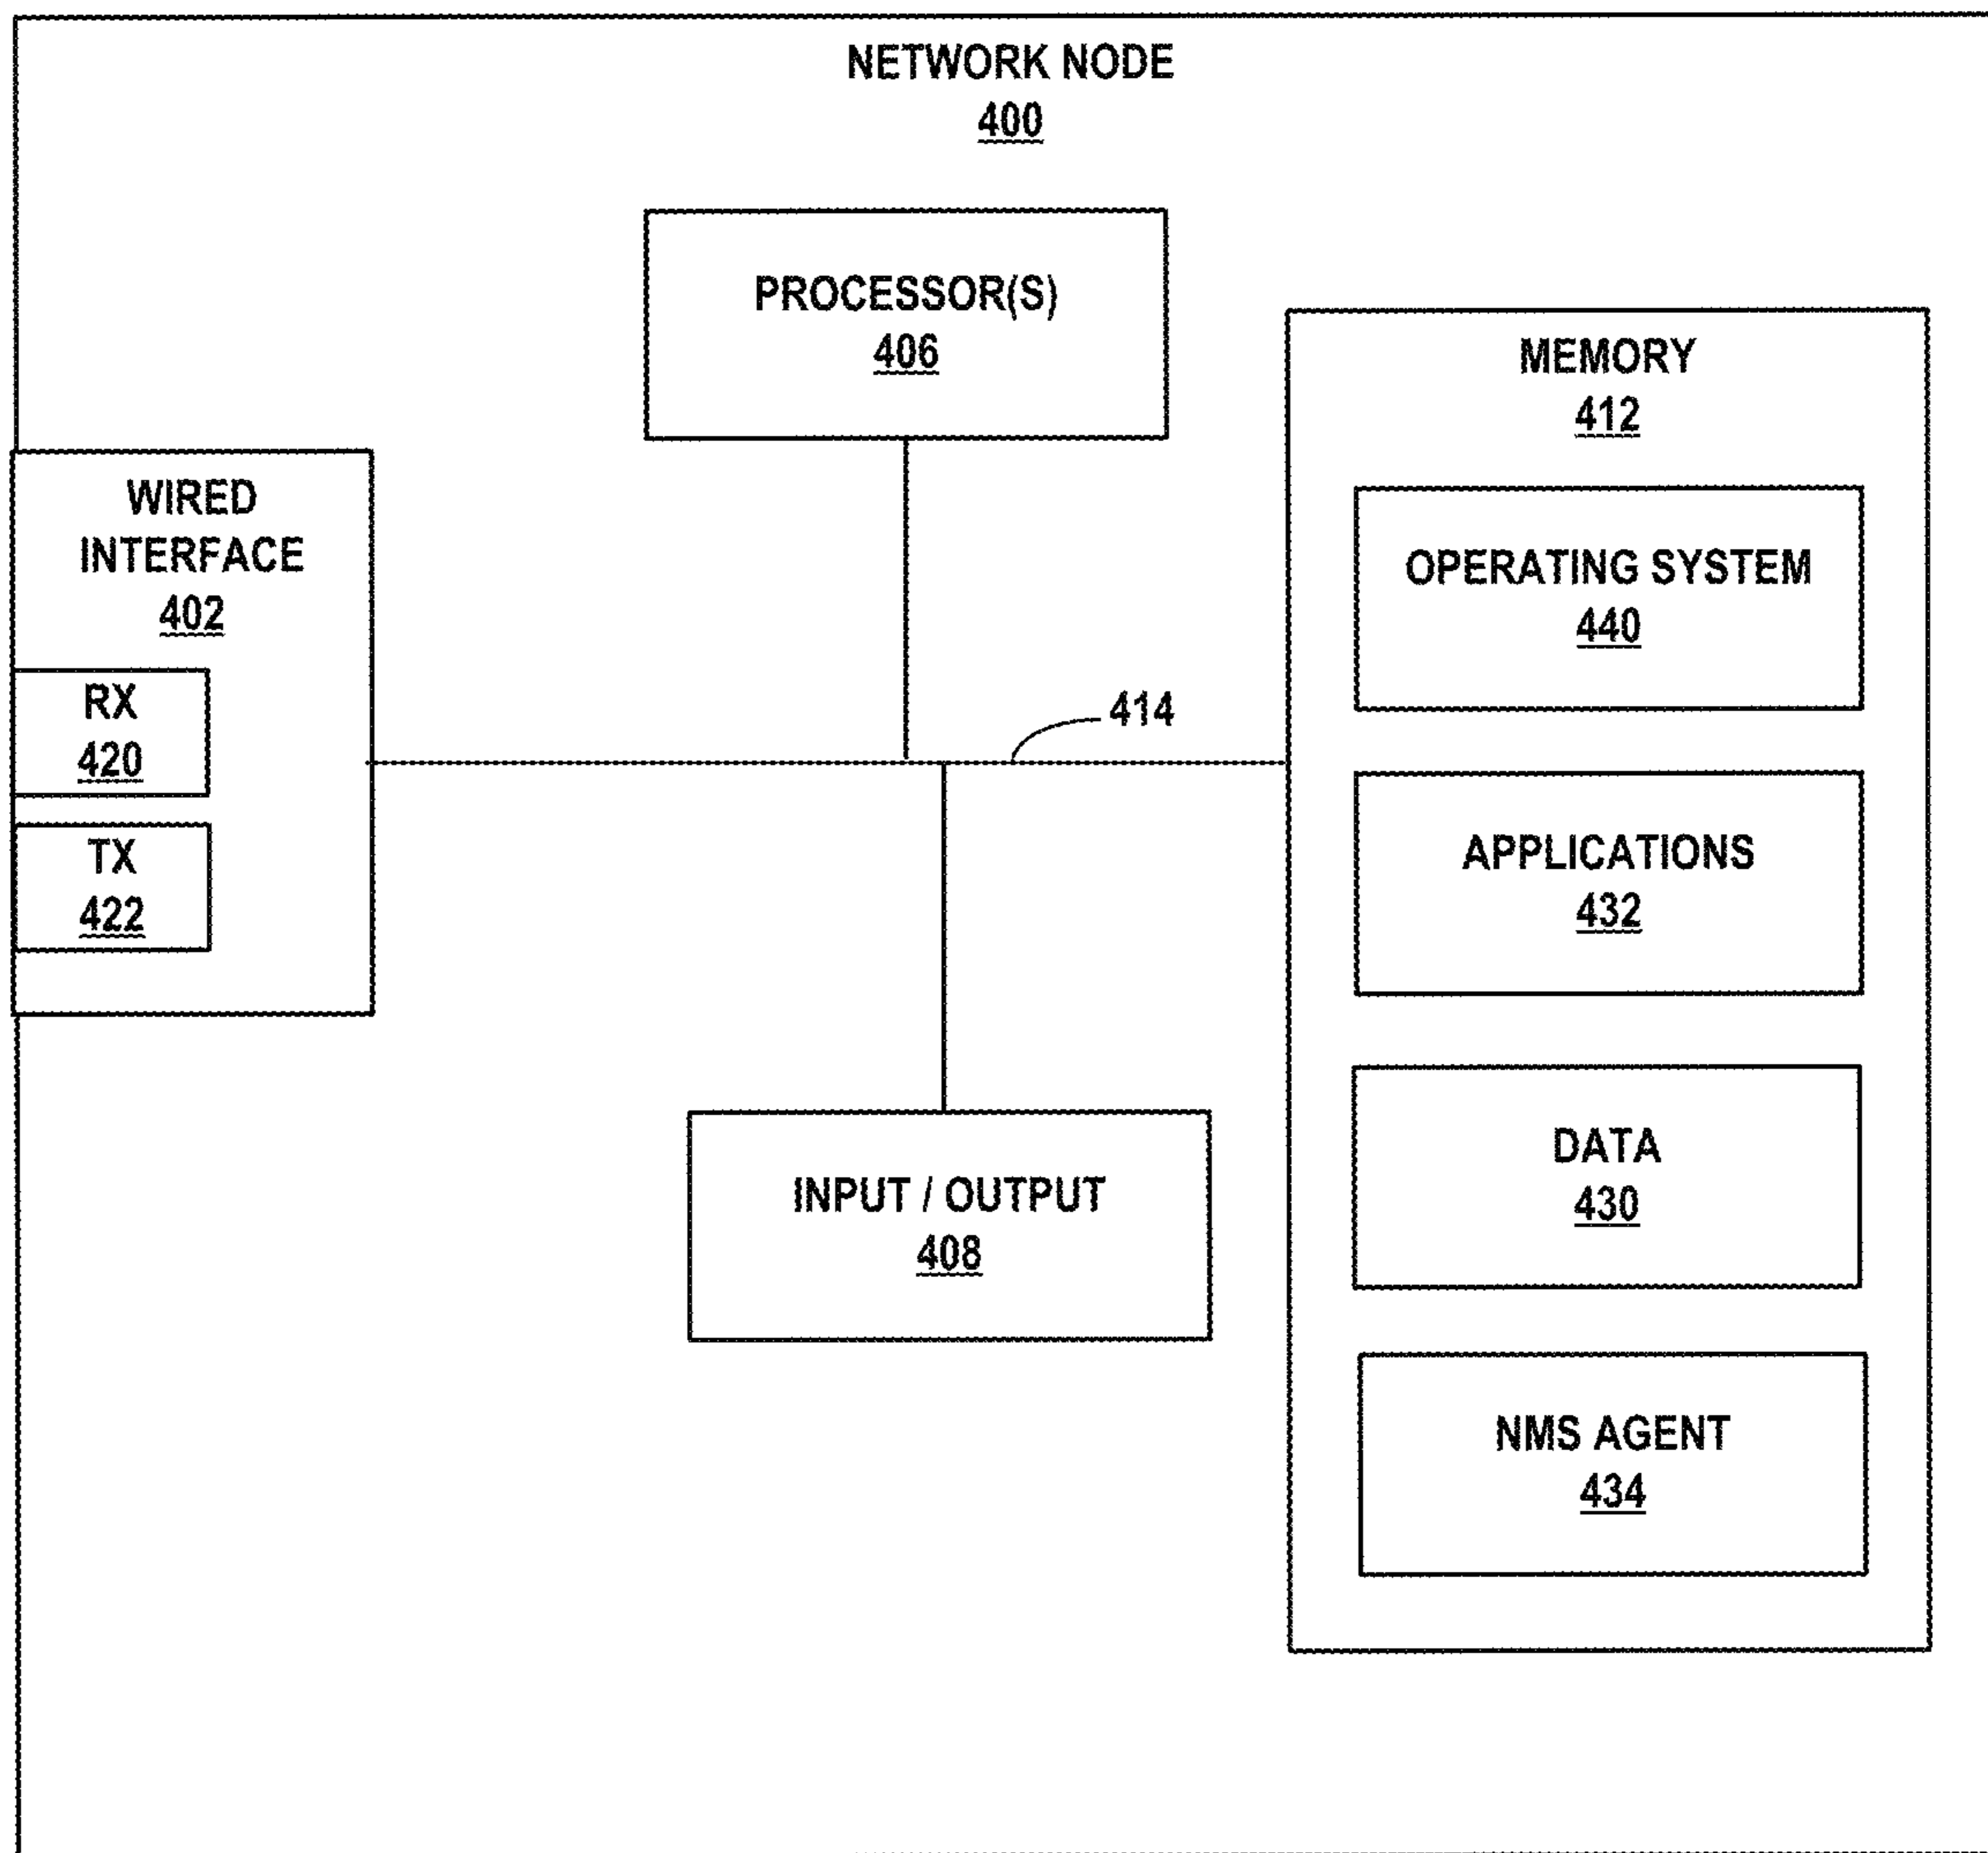 NETWORK NODE
400
PROCESSOR(S)
406
MEMORY
412
WIRED
INTERFACE
402
OPERATING SYSTEM
440
RX
420
414
TX
422
APPLICATIONS
432
DATA
430
INPUT / OUTPUT
408
NMS AGENT
434